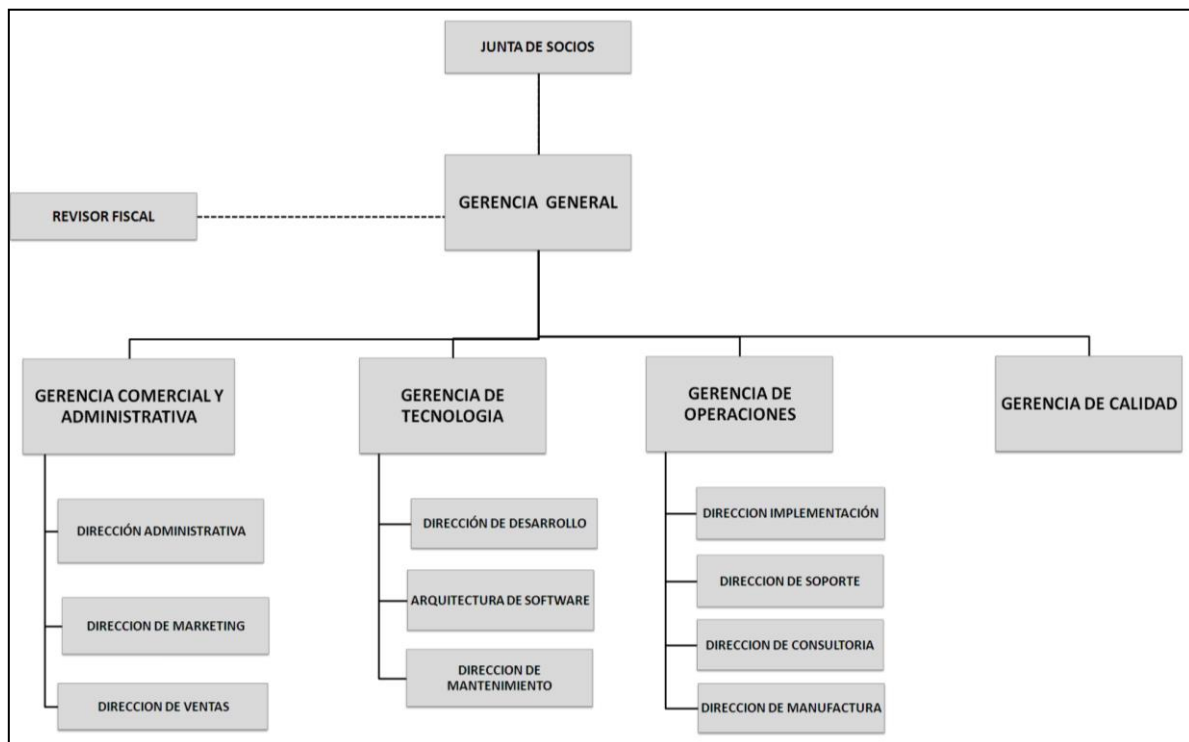 JUNTA DE SOCIOS
GERENCIA GENERAL
REVISOR FISCAL
GERENCIA COMERCIAL Y
ADMINISTRATIVA
DIRECCIÓN ADMINISTRATIVA
DIRECCION DE MARKETING
DIRECCION DE VENTAS
GERENCIA DE
TECNOLOGIA
DIRECCIÓN DE DESARROLLO
ARQUITECTURA DE SOFTWARE
DIRECCION DE
MANTENIMIENTO
GERENCIA DE
OPERACIONES
DIRECCION IMPLEMENTACIÓN
DIRECCION DE SOPORTE
DIRECCION DE CONSULTORIA
DIRECCION DE MANUFACTURA
GERENCIA DE CALIDAD